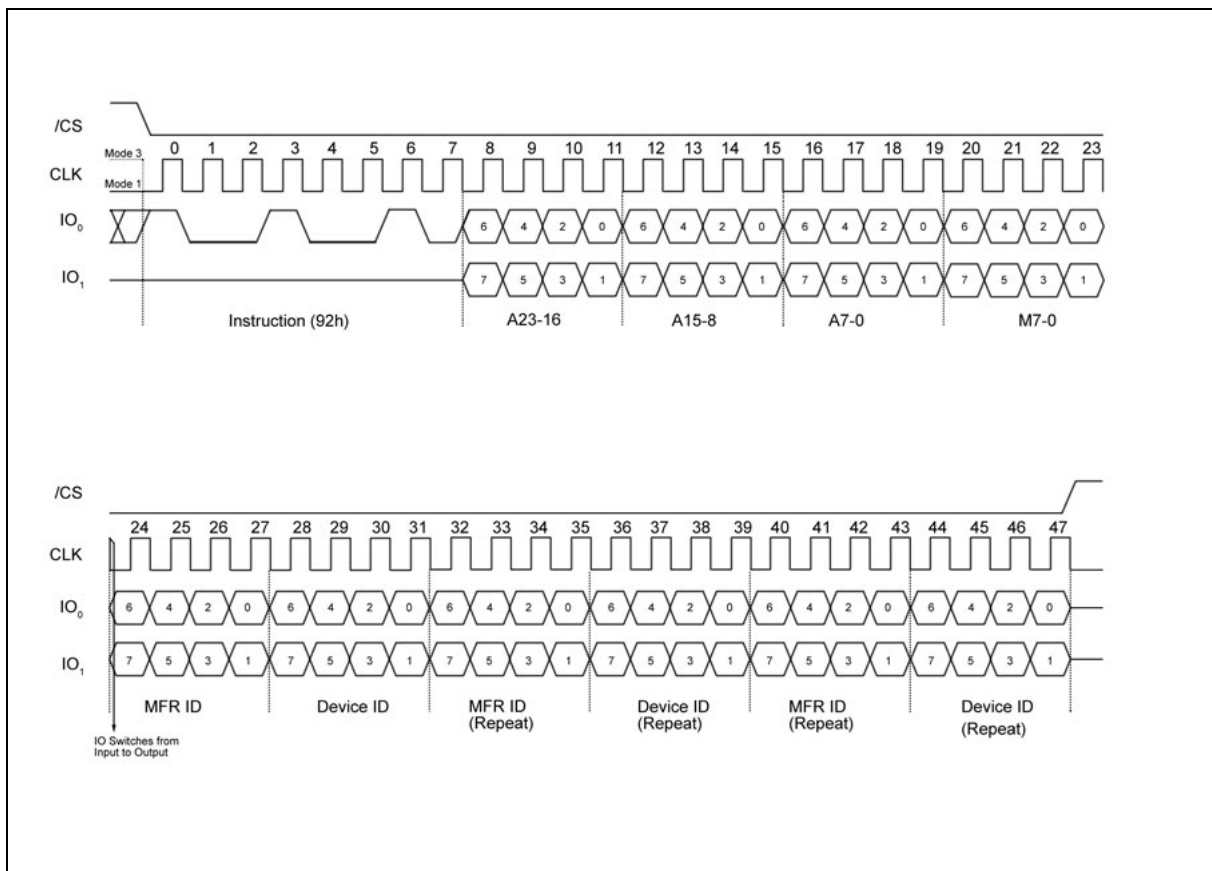 /CS
Mode 3
0 1 2 3 4 5 6 7 8 9 10 11 12 13 14 15 16 17 18 19 20 21 22 23
CLK
Mode 1
IO0
6 4 2 0 6 4 2 0 6 4 2 0 6 4 2 0
IO1
7 5 3 1 7 5 3 1 7 5 3 1 7 5 3 1
Instruction (92h) A23-16 A15-8 A7-0 M7-0
/CS
24 25 26 27 28 29 30 31 32 33 34 35 36 37 38 39 40 41 42 43 44 45 46 47
CLK
IO0
6 4 2 0 6 4 2 0 6 4 2 0 6 4 2 0 6 4 2 0 6 4 2 0
IO1
7 5 3 1 7 5 3 1 7 5 3 1 7 5 3 1 7 5 3 1 7 5 3 1
MFR ID Device ID MFR ID Device ID MFR ID Device ID
(Repeat) (Repeat) (Repeat) (Repeat)
IO Switches from
Input to Output